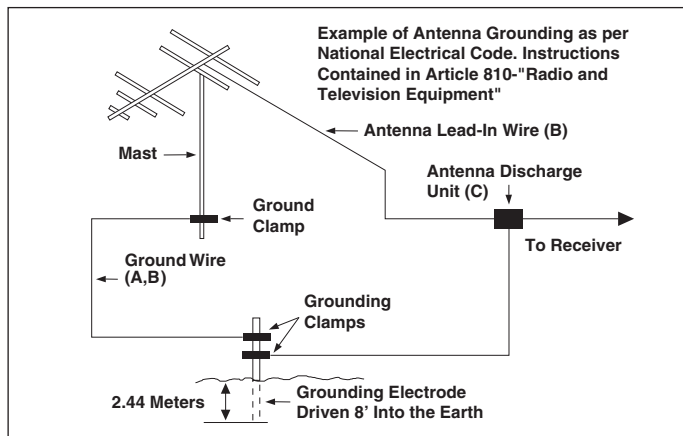 Example of Antenna Grounding as per
National Electrical Code. Instructions
Contained in Article 810-"Radio and
Television Equipment"
Antenna Lead-In Wire (B)
Mast
Antenna Discharge
Unit (C)
Ground
Clamp
To Receiver
Ground Wire
(A,B)
Grounding
Clamps
2.44 Meters
Grounding Electrode
Driven 8' Into the Earth